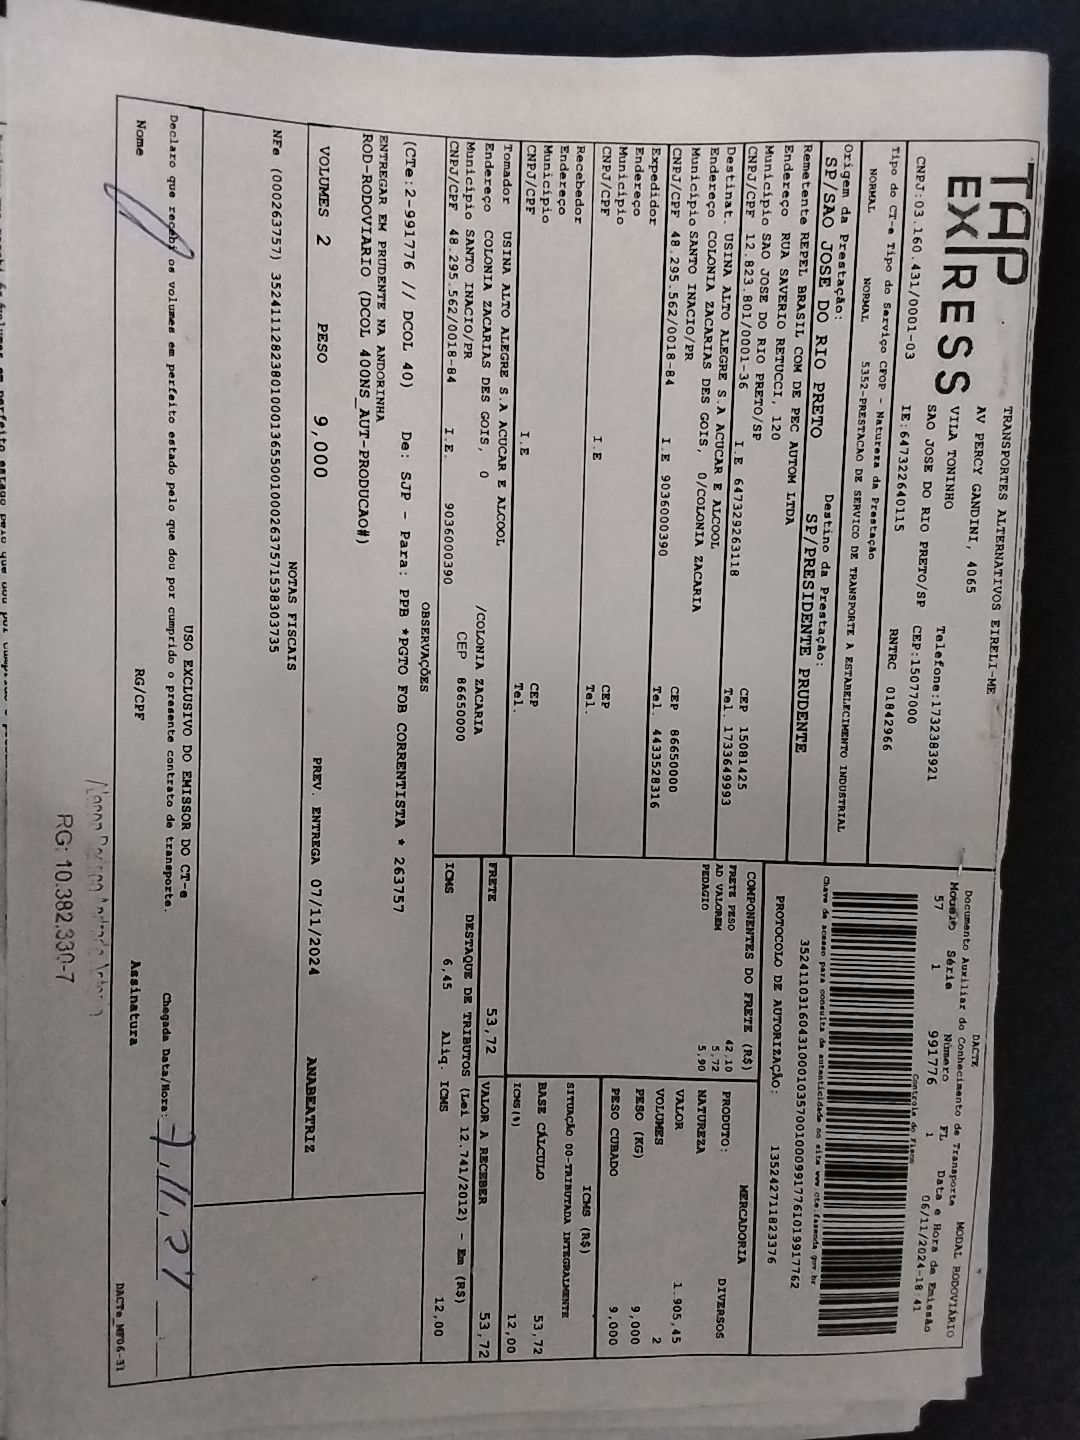 TAP EXPRESS
TRANSPORTES ALTERNATIVOS EIRELI-ME
AV PERCY GANDINI, 4065
VILA TONINHO
SAO JOSE DO RIO PRETO/SP
Telefone:1732383921
CEP:15077000
CNPJ:03.160.431/0001-03
IE:647322640115
RNTRC 01842966
DACTE
Documento Auxiliar do Conhecimento de Transporte
MODAL RODOVIÁRIO
Modelo Série Número FL Data e Hora de Emissão
57 1 991776 1 06/11/2024-18:41
Controle do Fisco
Chave de acesso para consulta de autenticidade no site www.cte.fazenda.gov.br
35241103160431000103570010009917761019917762
PROTOCOLO DE AUTORIZAÇÃO: 135242711823376
Tipo do CT-e Tipo do Serviço CFOP - Natureza da Prestação
NORMAL NORMAL 5352-PRESTACAO DE SERVICO DE TRANSPORTE A ESTABELECIMENTO INDUSTRIAL
Origem da Prestação: Destino da Prestação:
SP/SAO JOSE DO RIO PRETO SP/PRESIDENTE PRUDENTE
Remetente REPEL BRASIL COM DE PEC AUTOM LTDA
Endereço RUA SAVERIO RETUCCI, 120
Município SAO JOSE DO RIO PRETO/SP CEP 15081425
CNPJ/CPF 12.823.801/0001-36 I.E 647329263118 Tel. 1733649993
Destinat. USINA ALTO ALEGRE S.A ACUCAR E ALCOOL
Endereço COLONIA ZACARIAS DES GOIS, 0/COLONIA ZACARIA
Município SANTO INACIO/PR CEP 86650000
CNPJ/CPF 48.295.562/0018-84 I.E 9036000390 Tel. 4433528316
Expedidor
Endereço
Município CEP
CNPJ/CPF I.E Tel.
Recebedor
Endereço
Município CEP
CNPJ/CPF I.E Tel.
Tomador USINA ALTO ALEGRE S.A ACUCAR E ALCOOL
Endereço COLONIA ZACARIAS DES GOIS, 0 /COLONIA ZACARIA
Município SANTO INACIO/PR CEP 86650000
CNPJ/CPF 48.295.562/0018-84 I.E. 9036000390
COMPONENTES DO FRETE (R$)
FRETE PESO 42,10
AD VALOREM 5,72
PEDAGIO 5,90
MERCADORIA
PRODUTO: DIVERSOS
NATUREZA
VALOR 1.905,45
VOLUMES 2
PESO (KG) 9,000
PESO CUBADO 9,000
ICMS (R$)
SITUAÇÃO 00-TRIBUTADA INTEGRALMENTE
BASE CÁLCULO 53,72
ICMS(%) 12,00
FRETE 53,72 VALOR A RECEBER 53,72
DESTAQUE DE TRIBUTOS (Lei 12.741/2012) - Em (R$)
ICMS 6,45 Aliq. ICMS 12,00
OBSERVAÇÕES
(CTe:2-991776 // DCOL 40) De: SJP - Para: PPB *PGTO FOB CORRENTISTA * 263757
ENTREGAR EM PRUDENTE NA ANDORINHA
ROD-RODOVIARIO (DCOL 400NS_AUT-PRODUCAO#)
VOLUMES 2 PESO 9,000 PREV. ENTREGA 07/11/2024 ANABEATRIZ
NOTAS FISCAIS
NFe (000263757) 35241112823801000136550010002637571538303735
USO EXCLUSIVO DO EMISSOR DO CT-e
Declaro que recebi os volumes em perfeito estado pelo que dou por cumprido o presente contrato de transporte. Chegada Data/Hora: 7, 11, 24
Nome RG/CPF Assinatura
DACTe_MF06-31
RG: 10.382.330-7